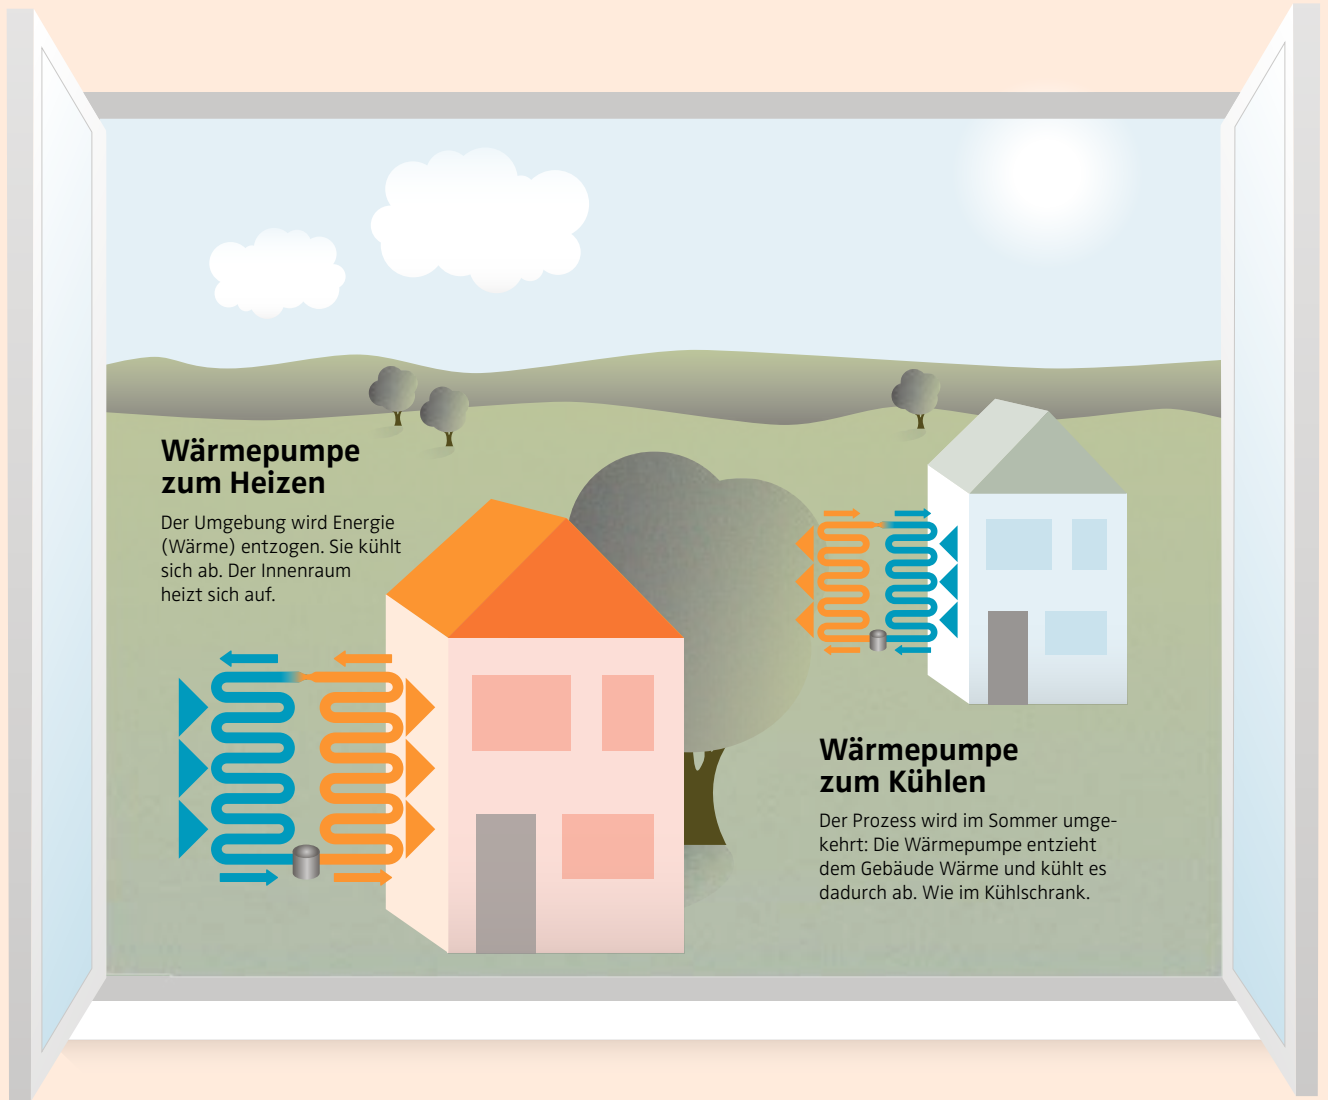 Wärmepumpe
zum Heizen
Der Umgebung wird Energie
(Wärme) entzogen. Sie kühlt
sich ab. Der Innenraum
heizt sich auf.
Wärmepumpe
zum Kühlen
Der Prozess wird im Sommer umge-
kehrt: Die Wärmepumpe entzieht
dem Gebäude Wärme und kühlt es
dadurch ab. Wie im Kühlschrank.